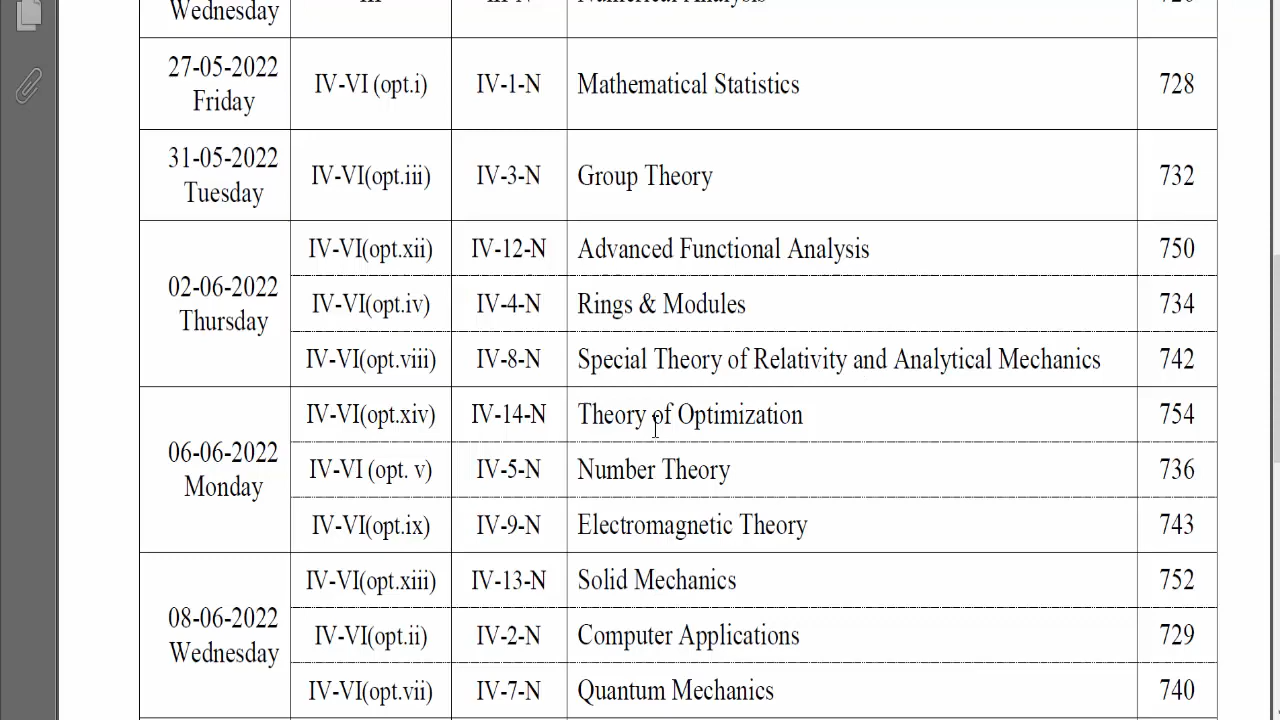 Wednesday
27-05-2022
Friday
IV-VI (opt.i) IV-1-N Mathematical Statistics 728
31-05-2022
Tuesday
IV-VI(opt.iii) IV-3-N Group Theory 732
02-06-2022
Thursday
IV-VI(opt.xii) IV-12-N Advanced Functional Analysis 750
IV-VI(opt.iv) IV-4-N Rings & Modules 734
IV-VI(opt.viii) IV-8-N Special Theory of Relativity and Analytical Mechanics 742
06-06-2022
Monday
IV-VI(opt.xiv) IV-14-N Theory of Optimization 754
IV-VI (opt. v) IV-5-N Number Theory 736
IV-VI(opt.ix) IV-9-N Electromagnetic Theory 743
08-06-2022
Wednesday
IV-VI(opt.xiii) IV-13-N Solid Mechanics 752
IV-VI(opt.ii) IV-2-N Computer Applications 729
IV-VI(opt.vii) IV-7-N Quantum Mechanics 740